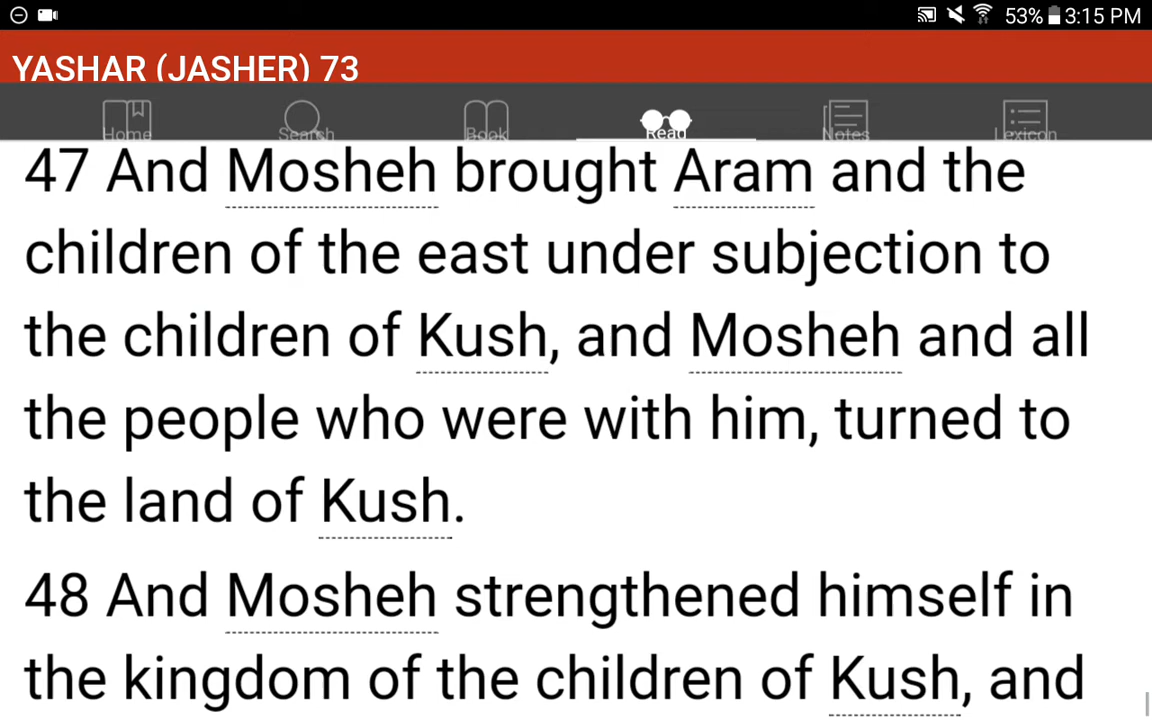 53% 3:15 PM
YASHAR (JASHER) 73
Home Search Book Read Notes Lexicon
47 And Mosheh brought Aram and the
children of the east under subjection to
the children of Kush, and Mosheh and all
the people who were with him, turned to
the land of Kush.
48 And Mosheh strengthened himself in
the kingdom of the children of Kush, and